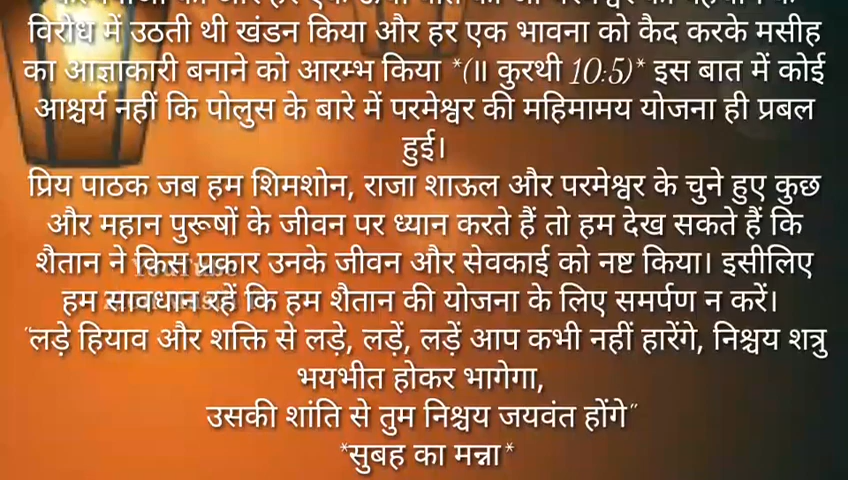 विरोध में उठती थी खंडन किया और हर एक भावना को कैद करके मसीह
का आज्ञाकारी बनाने को आरम्भ किया *(॥ कुरथी 10:5)* इस बात में कोई
आश्चर्य नहीं कि पोलुस के बारे में परमेश्वर की महिमामय योजना ही प्रबल
हुई।
प्रिय पाठक जब हम शिमशोन, राजा शाऊल और परमेश्वर के चुने हुए कुछ
और महान पुरूषों के जीवन पर ध्यान करते हैं तो हम देख सकते हैं कि
शैतान ने किस प्रकार उनके जीवन और सेवकाई को नष्ट किया। इसीलिए
हम सावधान रहें कि हम शैतान की योजना के लिए समर्पण न करें।
"लड़े हियाव और शक्ति से लड़े, लड़ें, लड़ें आप कभी नहीं हारेंगे, निश्चय शत्रु
भयभीत होकर भागेगा,
उसकी शांति से तुम निश्चय जयवंत होंगे"
*सुबह का मन्ना*